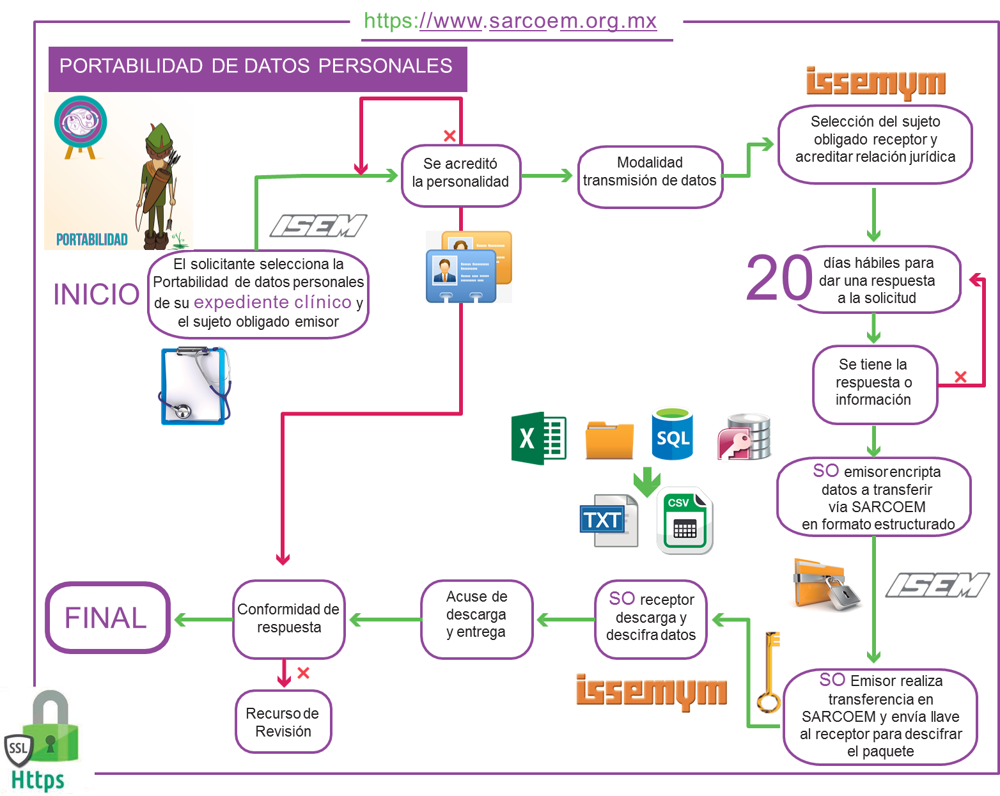 https://www.sarcoem.org.mx
PORTABILIDAD DE DATOS PERSONALES
PORTABILIDAD
INICIO
ISEM
El solicitante selecciona la
Portabilidad de datos personales
de su expediente clínico y
el sujeto obligado emisor
Se acreditó
la personalidad
Modalidad
transmisión de datos
issemym
Selección del sujeto
obligado receptor y
acreditar relación jurídica
20
días hábiles para
dar una respuesta
a la solicitud
Se tiene la
respuesta o
información
X
SQL
TXT
CSV
SO emisor encripta
datos a transferir
vía SARCOEM
en formato estructurado
ISEM
SO Emisor realiza
transferencia en
SARCOEM y envía llave
al receptor para descifrar
el paquete
SO receptor
descarga y
descifra datos
issemym
Acuse de
descarga
y entrega
Conformidad de
respuesta
FINAL
Recurso de
Revisión
SSL
Https